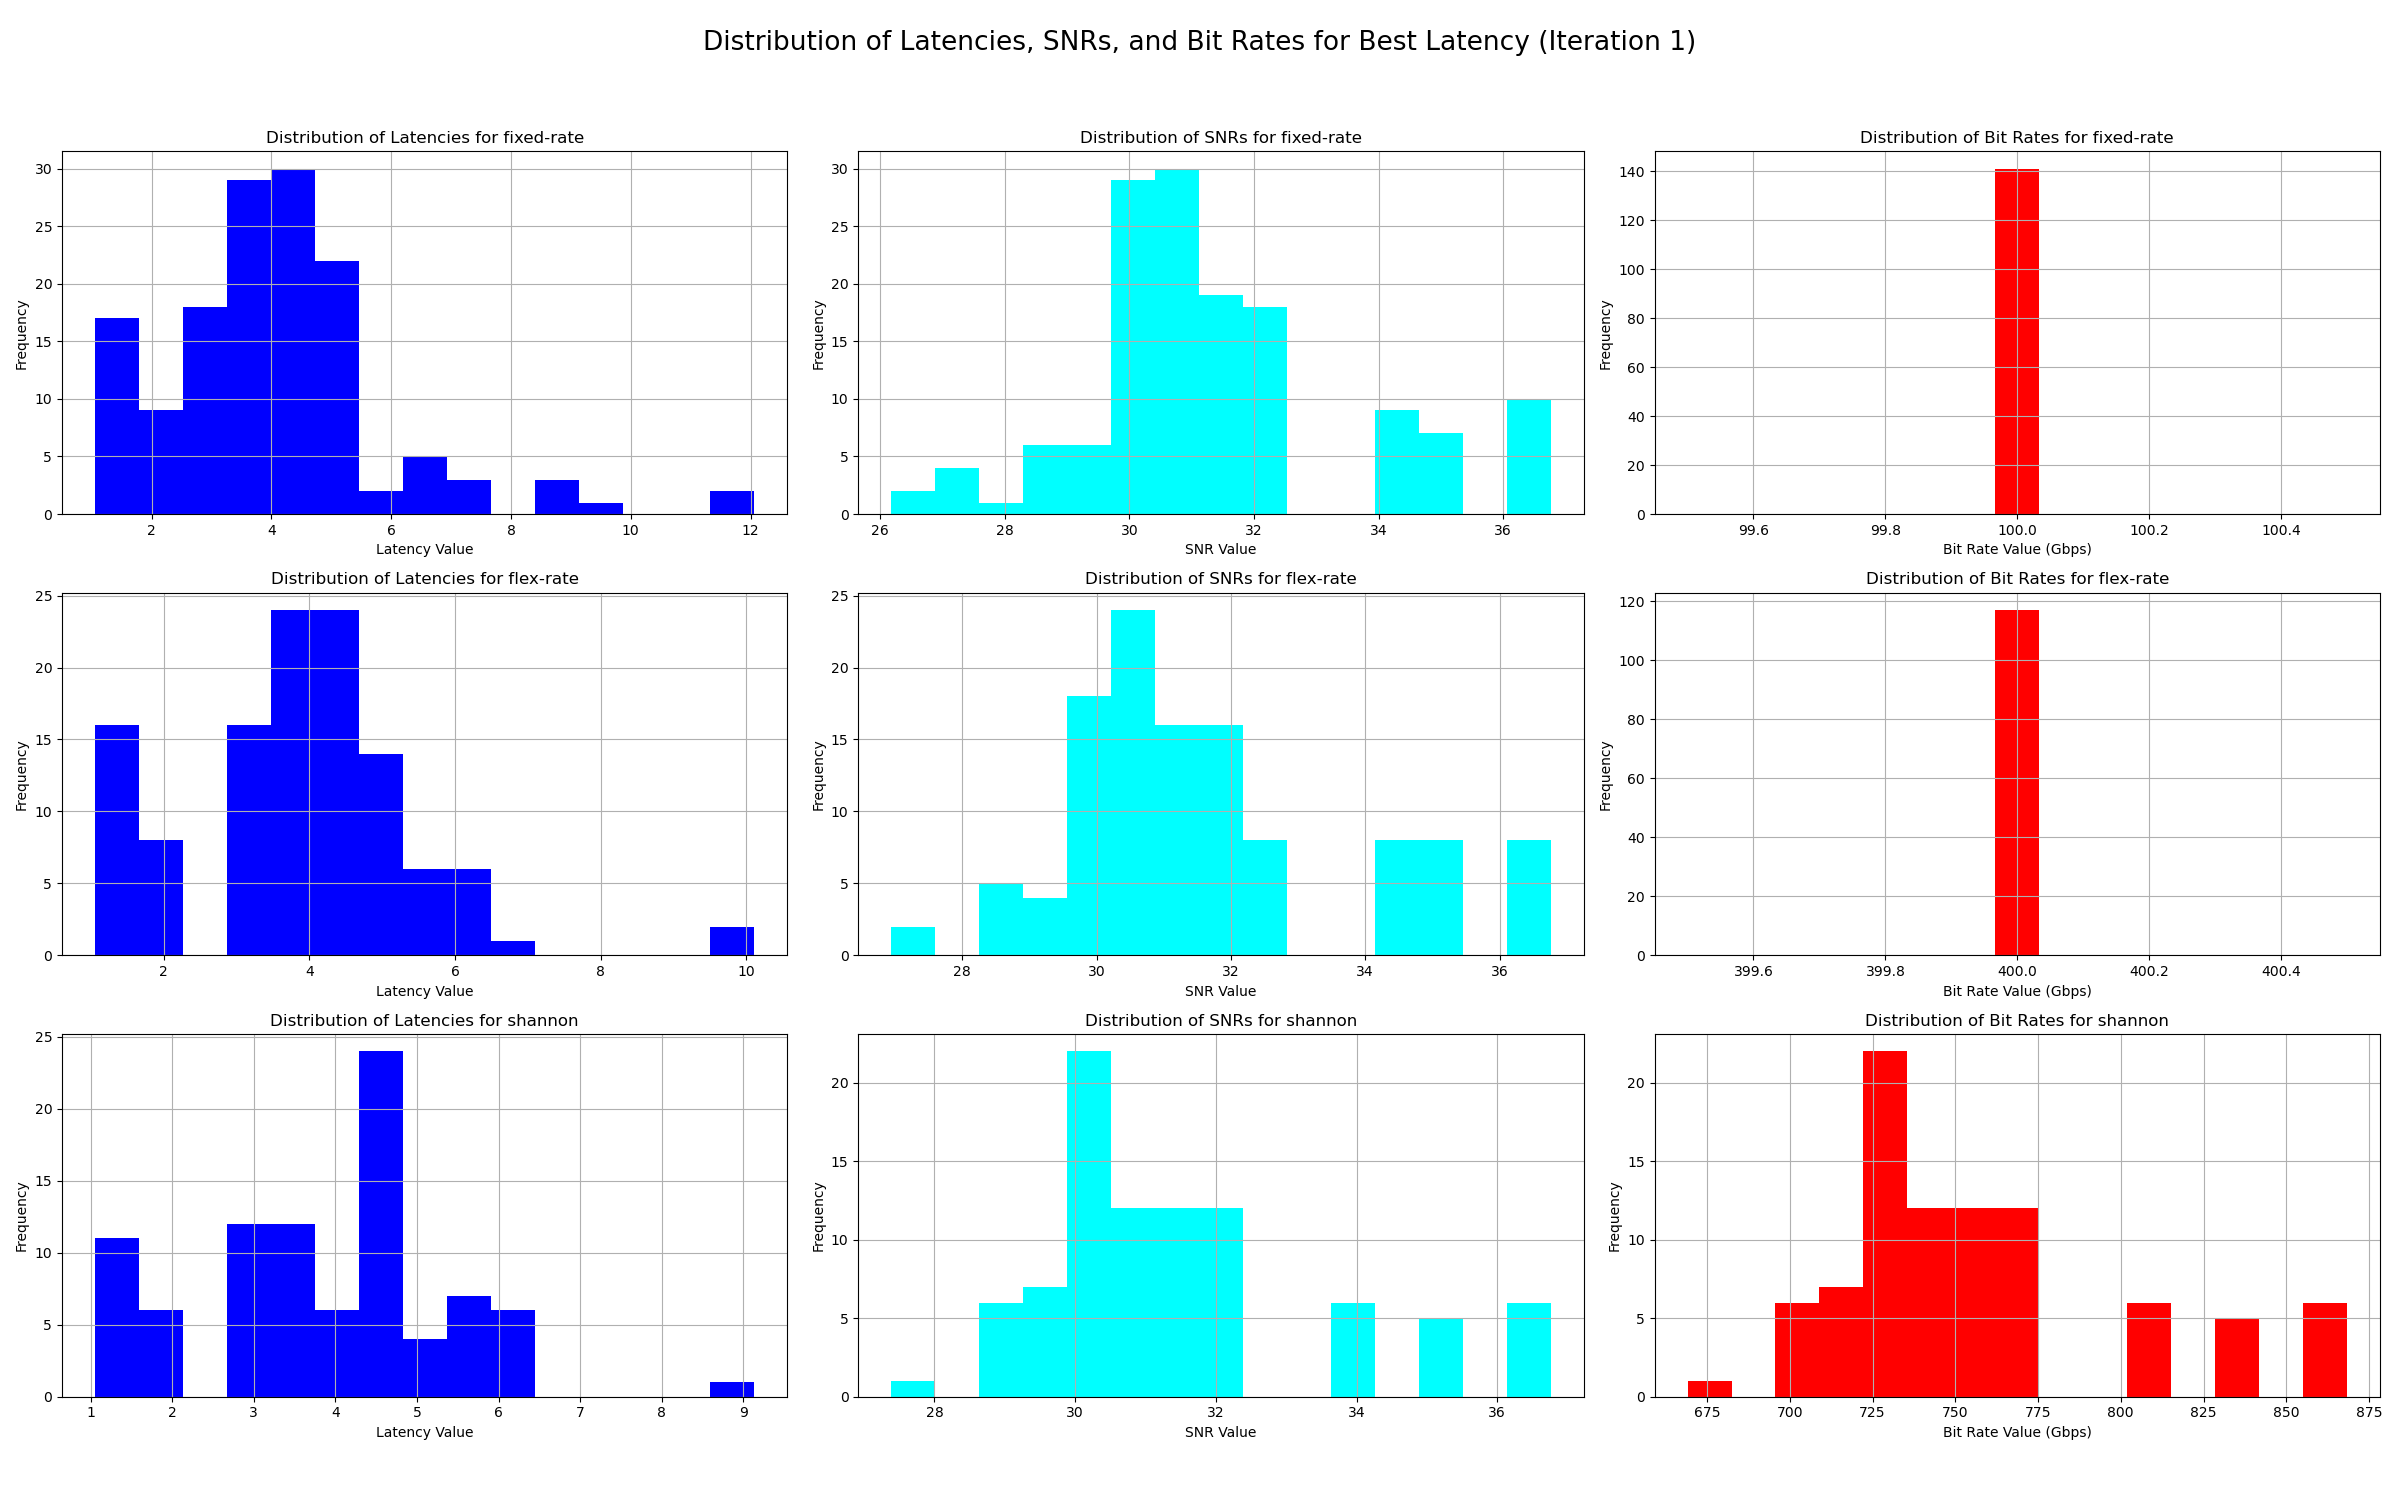 Distribution of Latencies, SNRs, and Bit Rates for Best Latency (Iteration 1)
Distribution of Latencies for fixed-rate
30
25
20
15
10
5
0
Frequency
2 4 6 8 10 12
Latency Value
Distribution of SNRs for fixed-rate
30
25
20
15
10
5
0
Frequency
26 28 30 32 34 36
SNR Value
Distribution of Bit Rates for fixed-rate
140
120
100
80
60
40
20
0
Frequency
99.6 99.8 100.0 100.2 100.4
Bit Rate Value (Gbps)
Distribution of Latencies for flex-rate
25
20
15
10
5
0
Frequency
2 4 6 8 10
Latency Value
Distribution of SNRs for flex-rate
25
20
15
10
5
0
Frequency
28 30 32 34 36
SNR Value
Distribution of Bit Rates for flex-rate
120
100
80
60
40
20
0
Frequency
399.6 399.8 400.0 400.2 400.4
Bit Rate Value (Gbps)
Distribution of Latencies for shannon
25
20
15
10
5
0
Frequency
1 2 3 4 5 6 7 8 9
Latency Value
Distribution of SNRs for shannon
20
15
10
5
0
Frequency
28 30 32 34 36
SNR Value
Distribution of Bit Rates for shannon
20
15
10
5
0
Frequency
675 700 725 750 775 800 825 850 875
Bit Rate Value (Gbps)